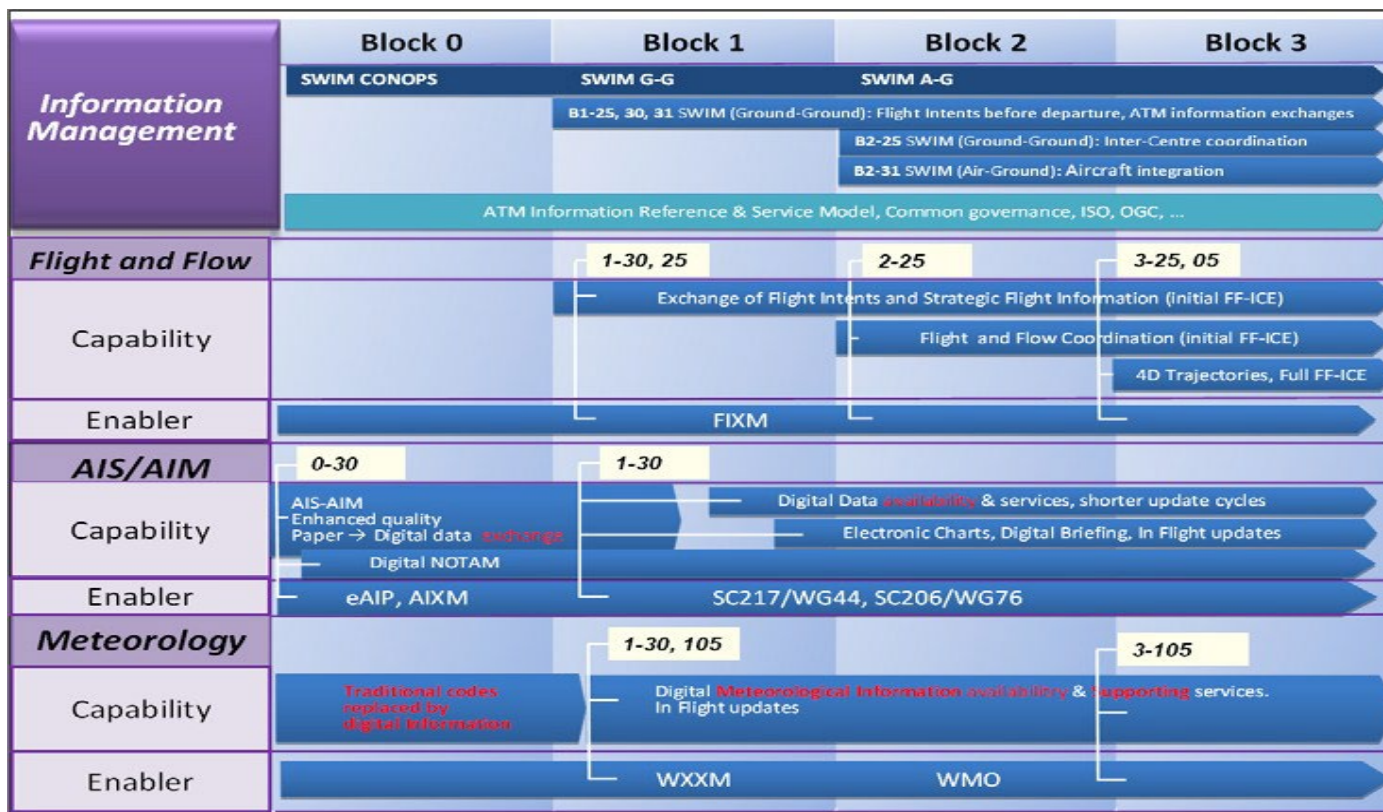 Block 0 Block 1 Block 2 Block 3
Information
Management
SWIM CONOPS SWIM G-G SWIM A-G
B1-25, 30, 31 SWIM (Ground-Ground): Flight Intents before departure, ATM information exchanges
B2-25 SWIM (Ground-Ground): Inter-Centre coordination
B2-31 SWIM (Air-Ground): Aircraft integration
ATM Information Reference & Service Model, Common governance, ISO, OGC, ...
Flight and Flow
1-30, 25 2-25 3-25, 05
Capability
Exchange of Flight Intents and Strategic Flight Information (initial FF-ICE)
Flight and Flow Coordination (initial FF-ICE)
4D Trajectories, Full FF-ICE
Enabler
FIXM
AIS/AIM
0-30 1-30
Capability
AIS-AIM
Enhanced quality
Paper → Digital data exchange
Digital Data availability & services, shorter update cycles
Electronic Charts, Digital Briefing, In Flight updates
Digital NOTAM
Enabler
eAIP, AIXM SC217/WG44, SC206/WG76
Meteorology
1-30, 105 3-105
Capability
Traditional codes
replaced by
digital Information
Digital Meteorological Information availability & Supporting services.
In Flight updates
Enabler
WXXM WMO